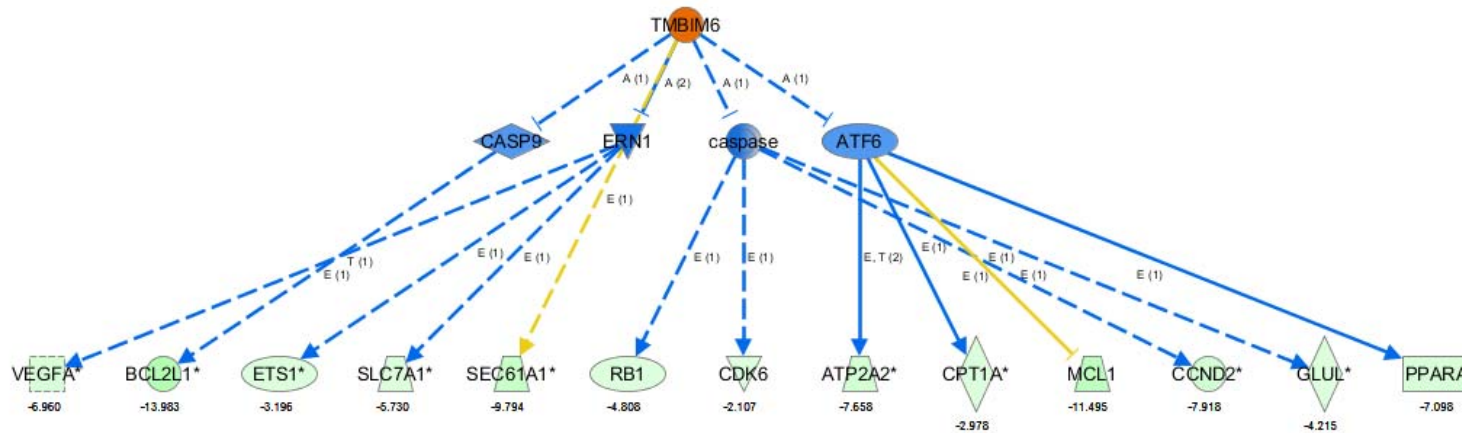 TMBIM6
A (1)
A (2)
A (1)
A (1)
CASP9
ERN1
caspase
ATF6
E (1)
T (1)
E (1)
E (1)
E (1)
E (1)
E (1)
E, T (2)
E (1)
E (1)
E (1)
E (1)
E (1)
VEGFA*
BCL2L1*
ETS1*
SLC7A1*
SEC61A1*
RB1
CDK6
ATP2A2*
CPT1A*
MCL1
CCND2*
GLUL*
PPARA
-6.960
-13.983
-3.196
-5.730
-9.794
-4.808
-2.107
-7.658
-2.978
-11.495
-7.918
-4.215
-7.098